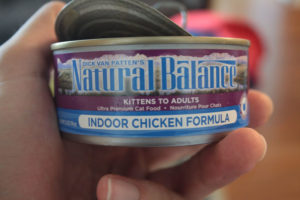 DICK VAN PATTEN'S
Natural Balance
KITTENS TO ADULTS
Ultra Premium Cat Food • Nourriture Pour Chats
INDOOR CHICKEN FORMULA